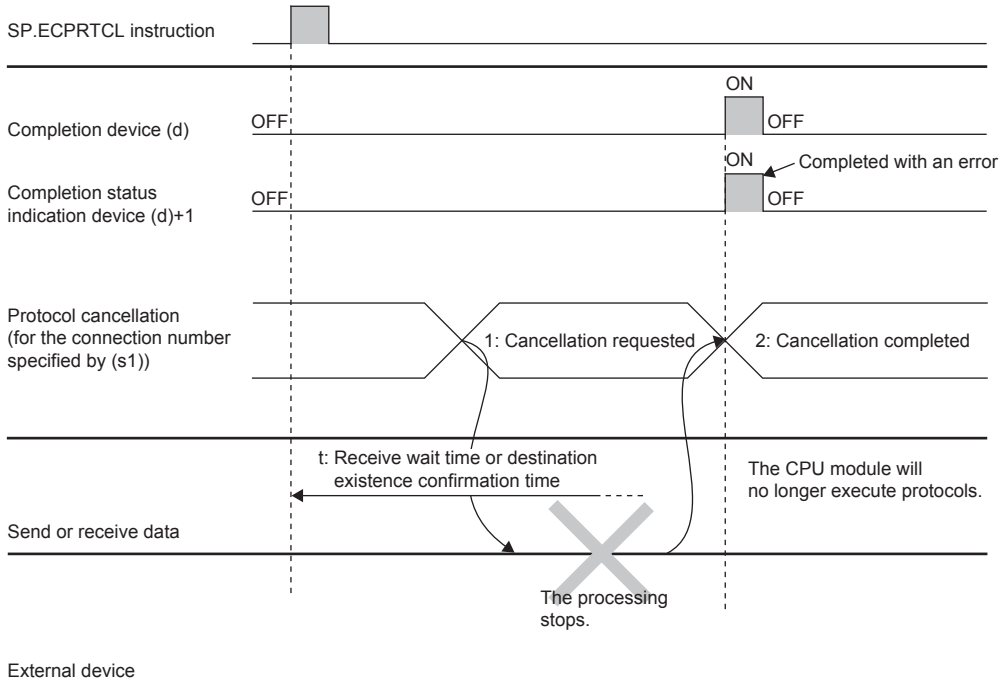 SP.ECPRTCL instruction
ON
Completion device (d)
OFF
OFF
ON
Completed with an error
Completion status
indication device (d)+1
OFF
OFF
Protocol cancellation
(for the connection number
specified by (s1))
1: Cancellation requested
2: Cancellation completed
t: Receive wait time or destination
existence confirmation time
The CPU module will
no longer execute protocols.
Send or receive data
The processing
stops.
External device